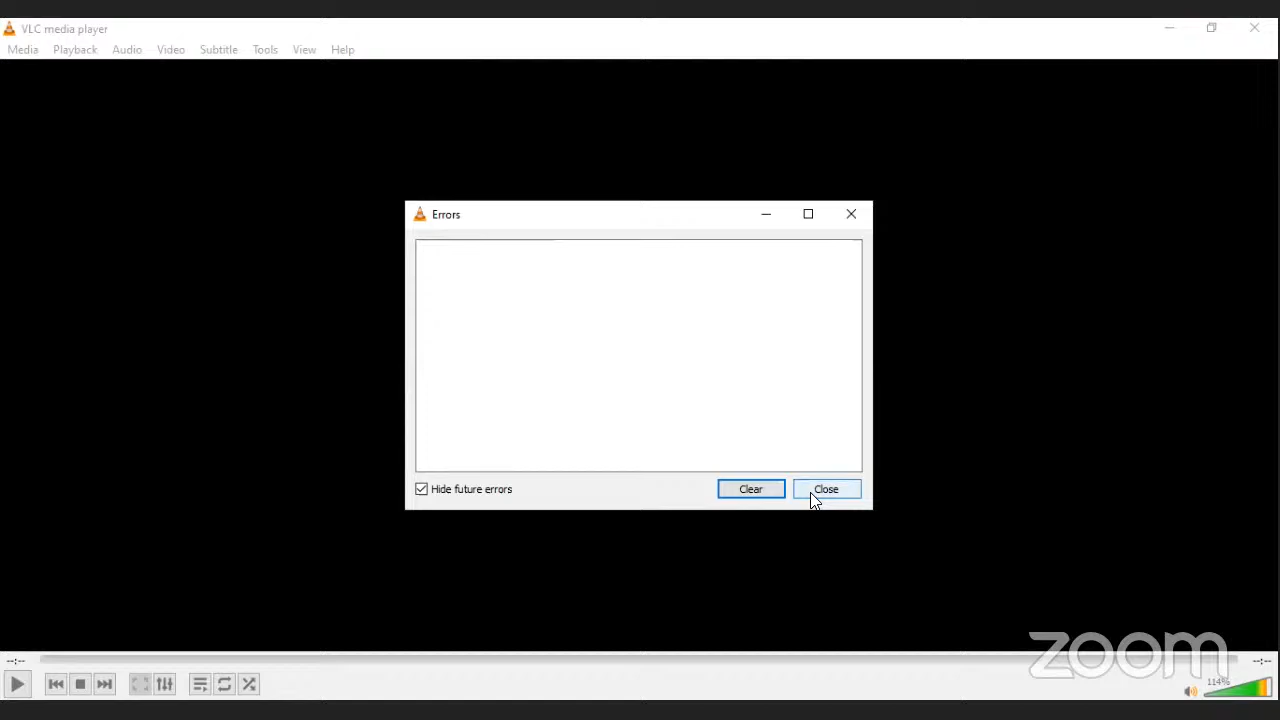 VLC media player
Media Playback Audio Video Subtitle Tools View Help
Errors
Hide future errors
Clear
Close
--:--
--:--
zoom
114%